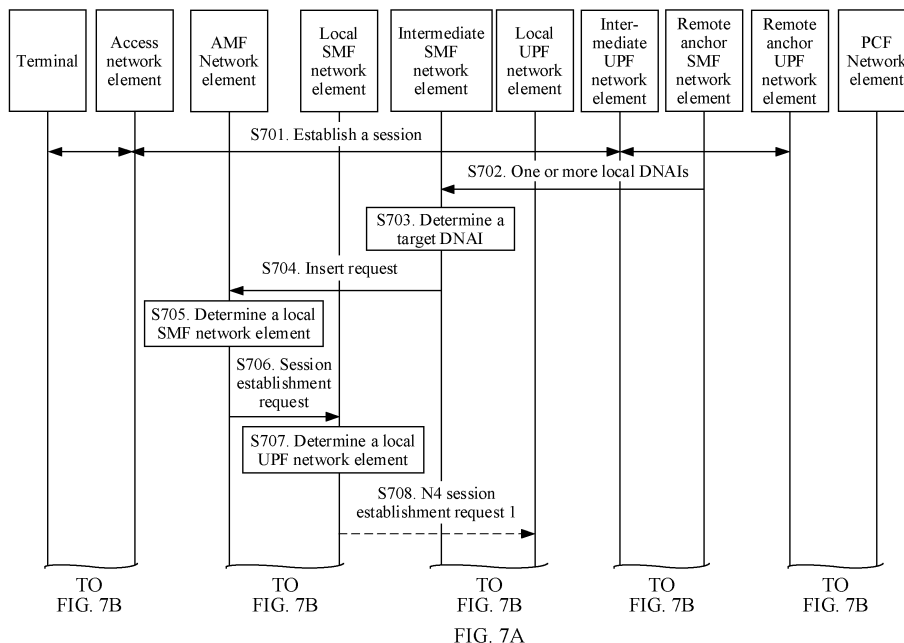 Terminal
Access
network
element
AMF
Network
element
Local
SMF
network
element
Intermediate
SMF network
element
Local
UPF
network
element
Inter-
mediate
UPF
network
element
Remote
anchor
SMF
network
element
Remote
anchor
UPF
network
element
PCF
Network
element
S701. Establish a session
S702. One or more local DNAIs
S703. Determine a
target DNAI
S704. Insert request
S705. Determine a local
SMF network element
S706. Session
establishment
request
S707. Determine a local
UPF network element
S708. N4 session
establishment request 1
TO
FIG. 7B
TO
FIG. 7B
TO
FIG. 7B
TO
FIG. 7B
TO
FIG. 7B
FIG. 7A